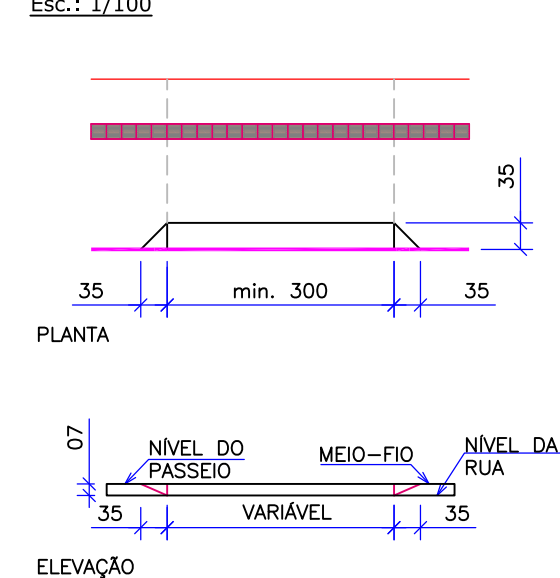 Esc.: 1/100
35
35
min. 300
35
PLANTA
07
NÍVEL DO
PASSEIO
MEIO-FIO
NÍVEL DA
RUA
35
VARIÁVEL
35
ELEVAÇÃO